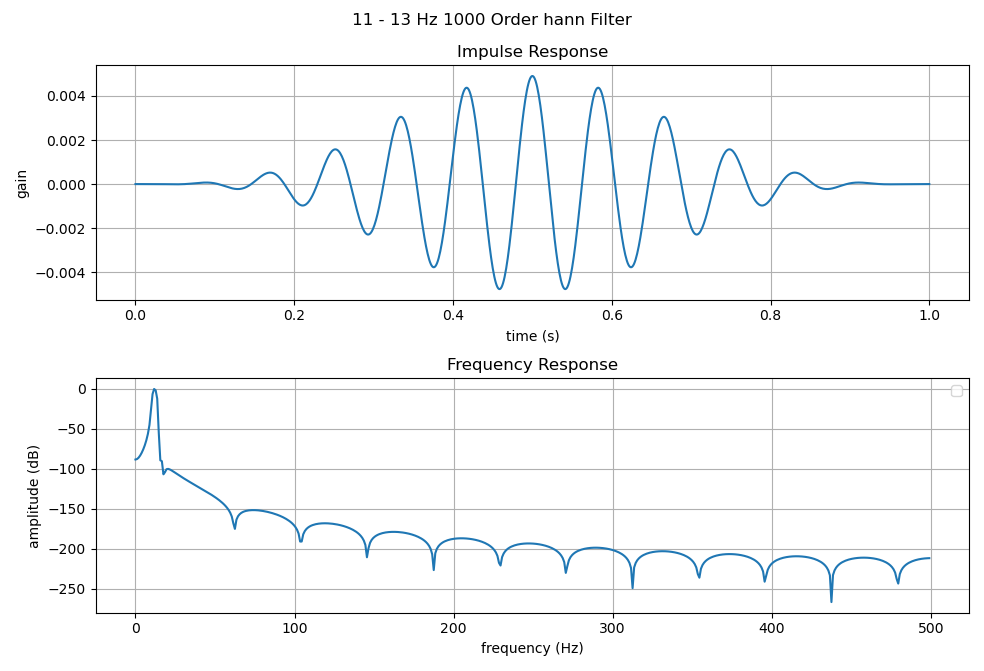 11 - 13 Hz 1000 Order hann Filter
Impulse Response
gain
0.004
0.002
0.000
−0.002
−0.004
0.0 0.2 0.4 0.6 0.8 1.0
time (s)
Frequency Response
amplitude (dB)
0
−50
−100
−150
−200
−250
0 100 200 300 400 500
frequency (Hz)